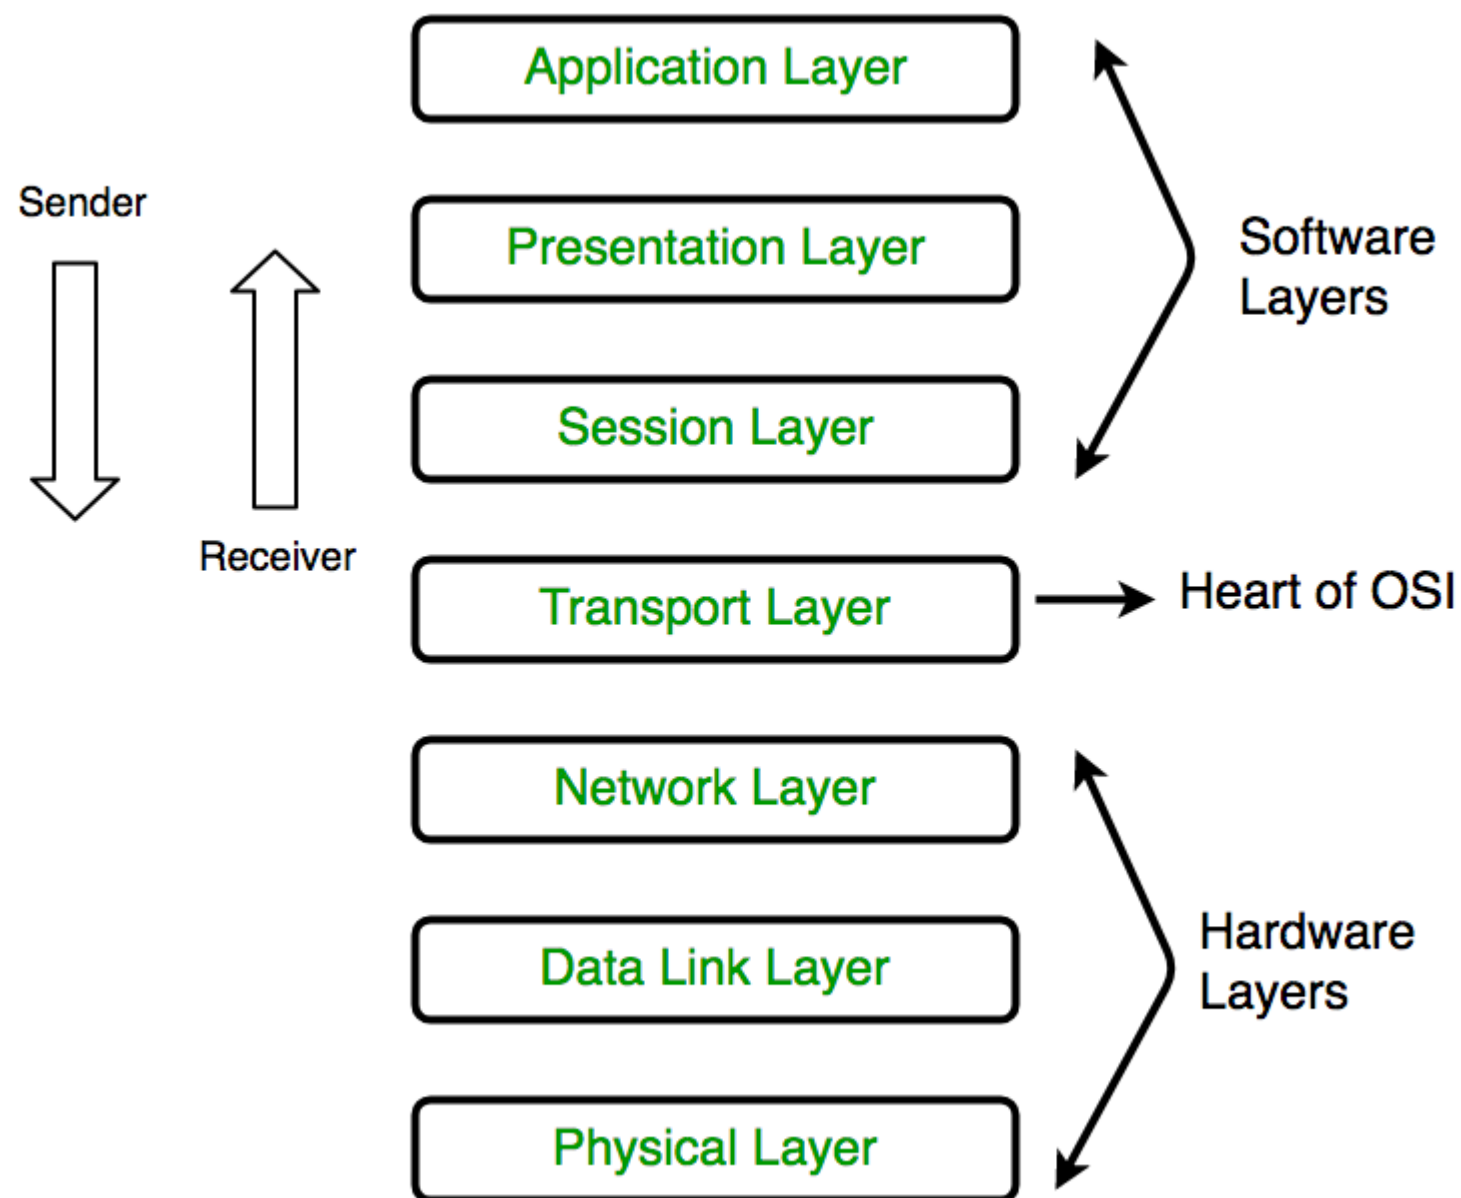 Application Layer
Sender
Presentation Layer
Software
Layers
Session Layer
Receiver
Transport Layer
Heart of OSI
Network Layer
Hardware
Layers
Data Link Layer
Physical Layer